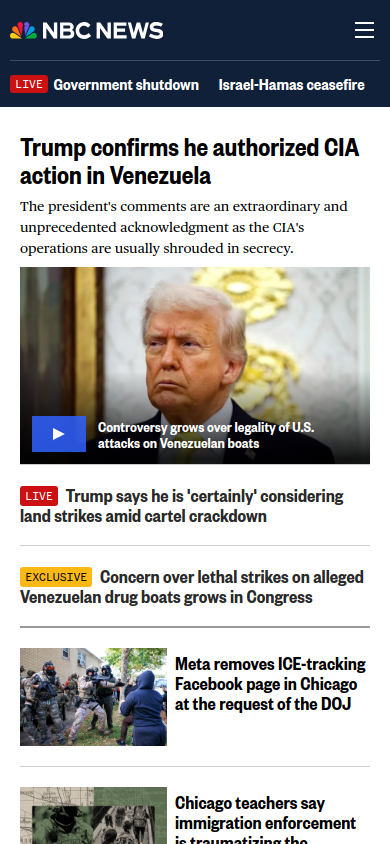 NBC NEWS
LIVE Government shutdown Israel-Hamas ceasefire
Trump confirms he authorized CIA
action in Venezuela
The president's comments are an extraordinary and
unprecedented acknowledgment as the CIA's
operations are usually shrouded in secrecy.
Controversy grows over legality of U.S.
attacks on Venezuelan boats
LIVE Trump says he is 'certainly' considering
land strikes amid cartel crackdown
EXCLUSIVE Concern over lethal strikes on alleged
Venezuelan drug boats grows in Congress
Meta removes ICE-tracking
Facebook page in Chicago
at the request of the DOJ
Chicago teachers say
immigration enforcement
is traumatizing the